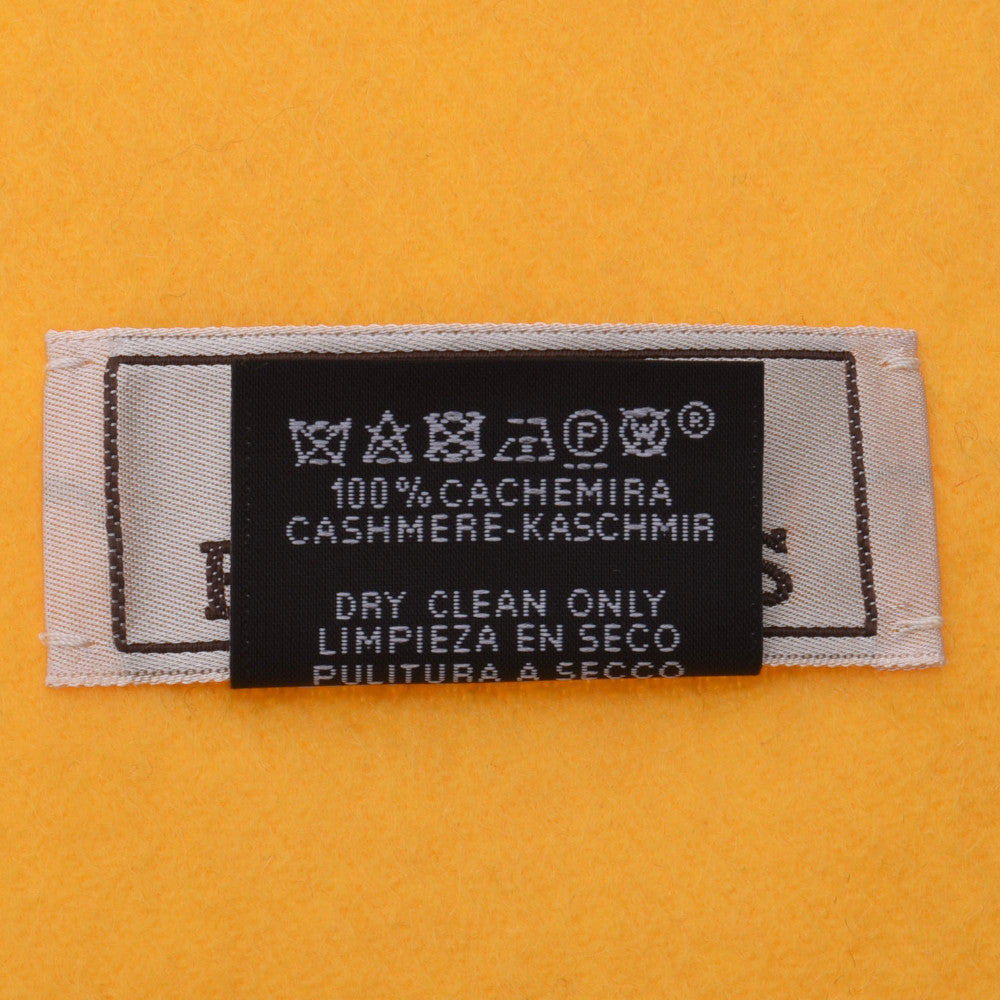 P W ®
100% CACHEMIRA
CASHMERE-KASCHMIR
DRY CLEAN ONLY
LIMPIEZA EN SECO
PULITURA A SECCO